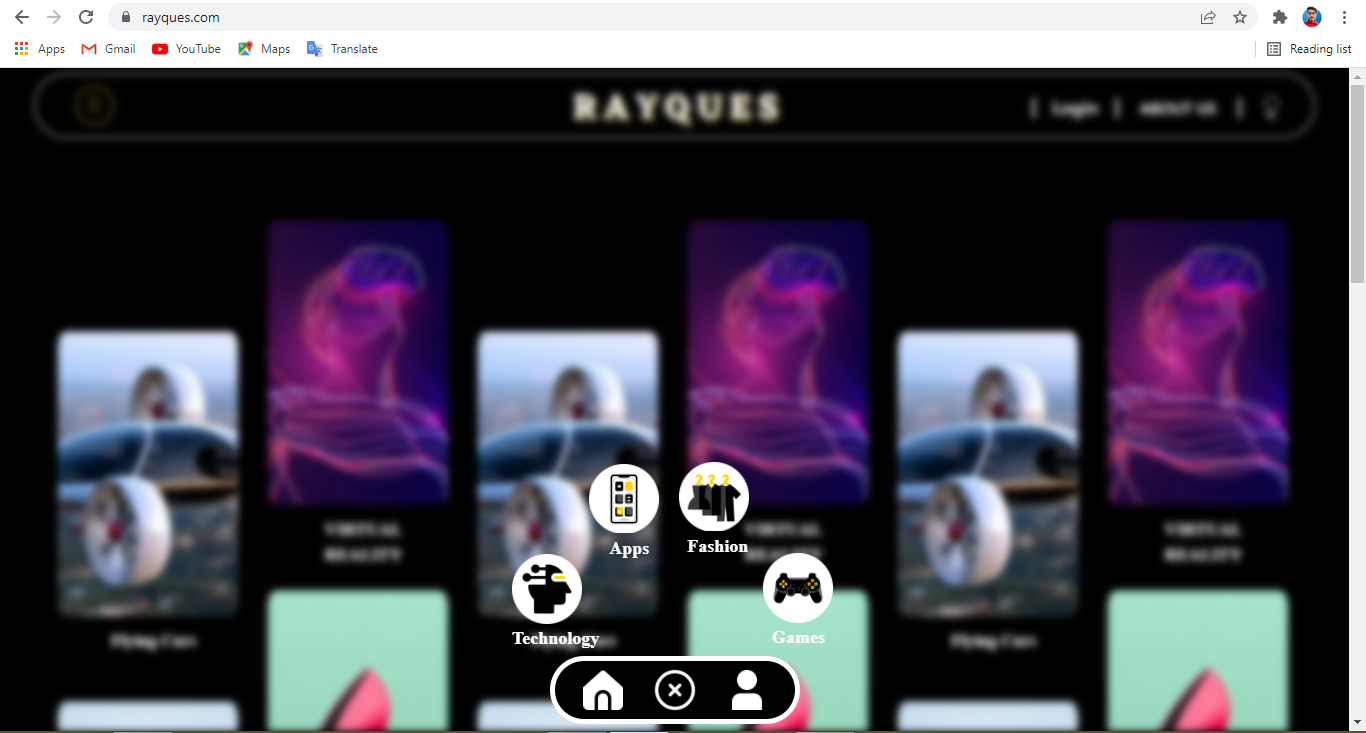 rayques.com
Apps Gmail YouTube Maps Translate Reading list
RAYQUES
| Login | ABOUT US |
VIRTUAL
REALITY
VIRTUAL
REALITY
VIRTUAL
REALITY
Apps
Fashion
Technology
Games
Flying Cars
Flying Cars